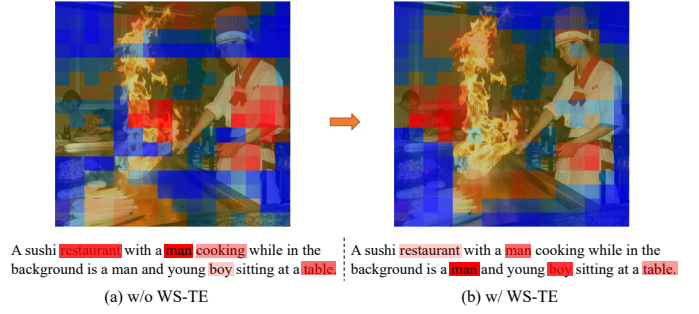 A sushi restaurant with a man cooking while in the
background is a man and young boy sitting at a table.
(a) w/o WS-TE
A sushi restaurant with a man cooking while in the
background is a man and young boy sitting at a table.
(b) w/ WS-TE